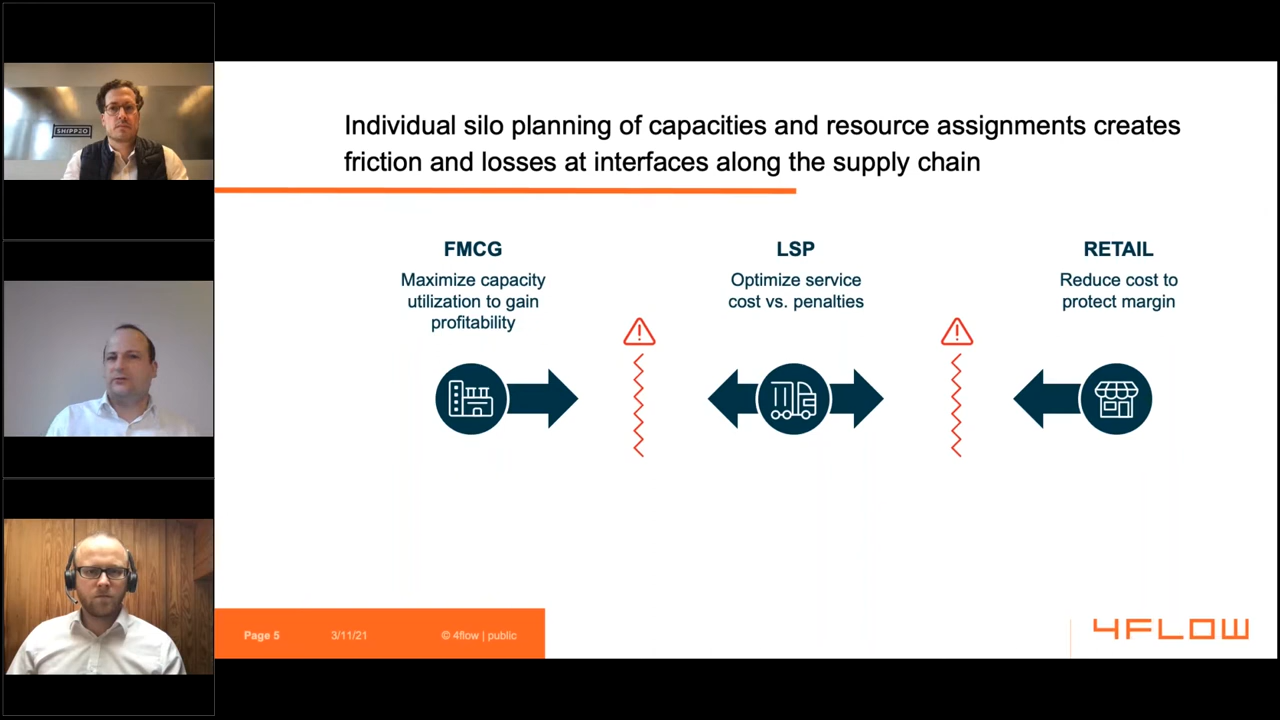 SHIPPEO
Individual silo planning of capacities and resource assignments creates
friction and losses at interfaces along the supply chain
FMCG
Maximize capacity
utilization to gain
profitability
LSP
Optimize service
cost vs. penalties
RETAIL
Reduce cost to
protect margin
Page 5
3/11/21
© 4flow | public
4FLOW